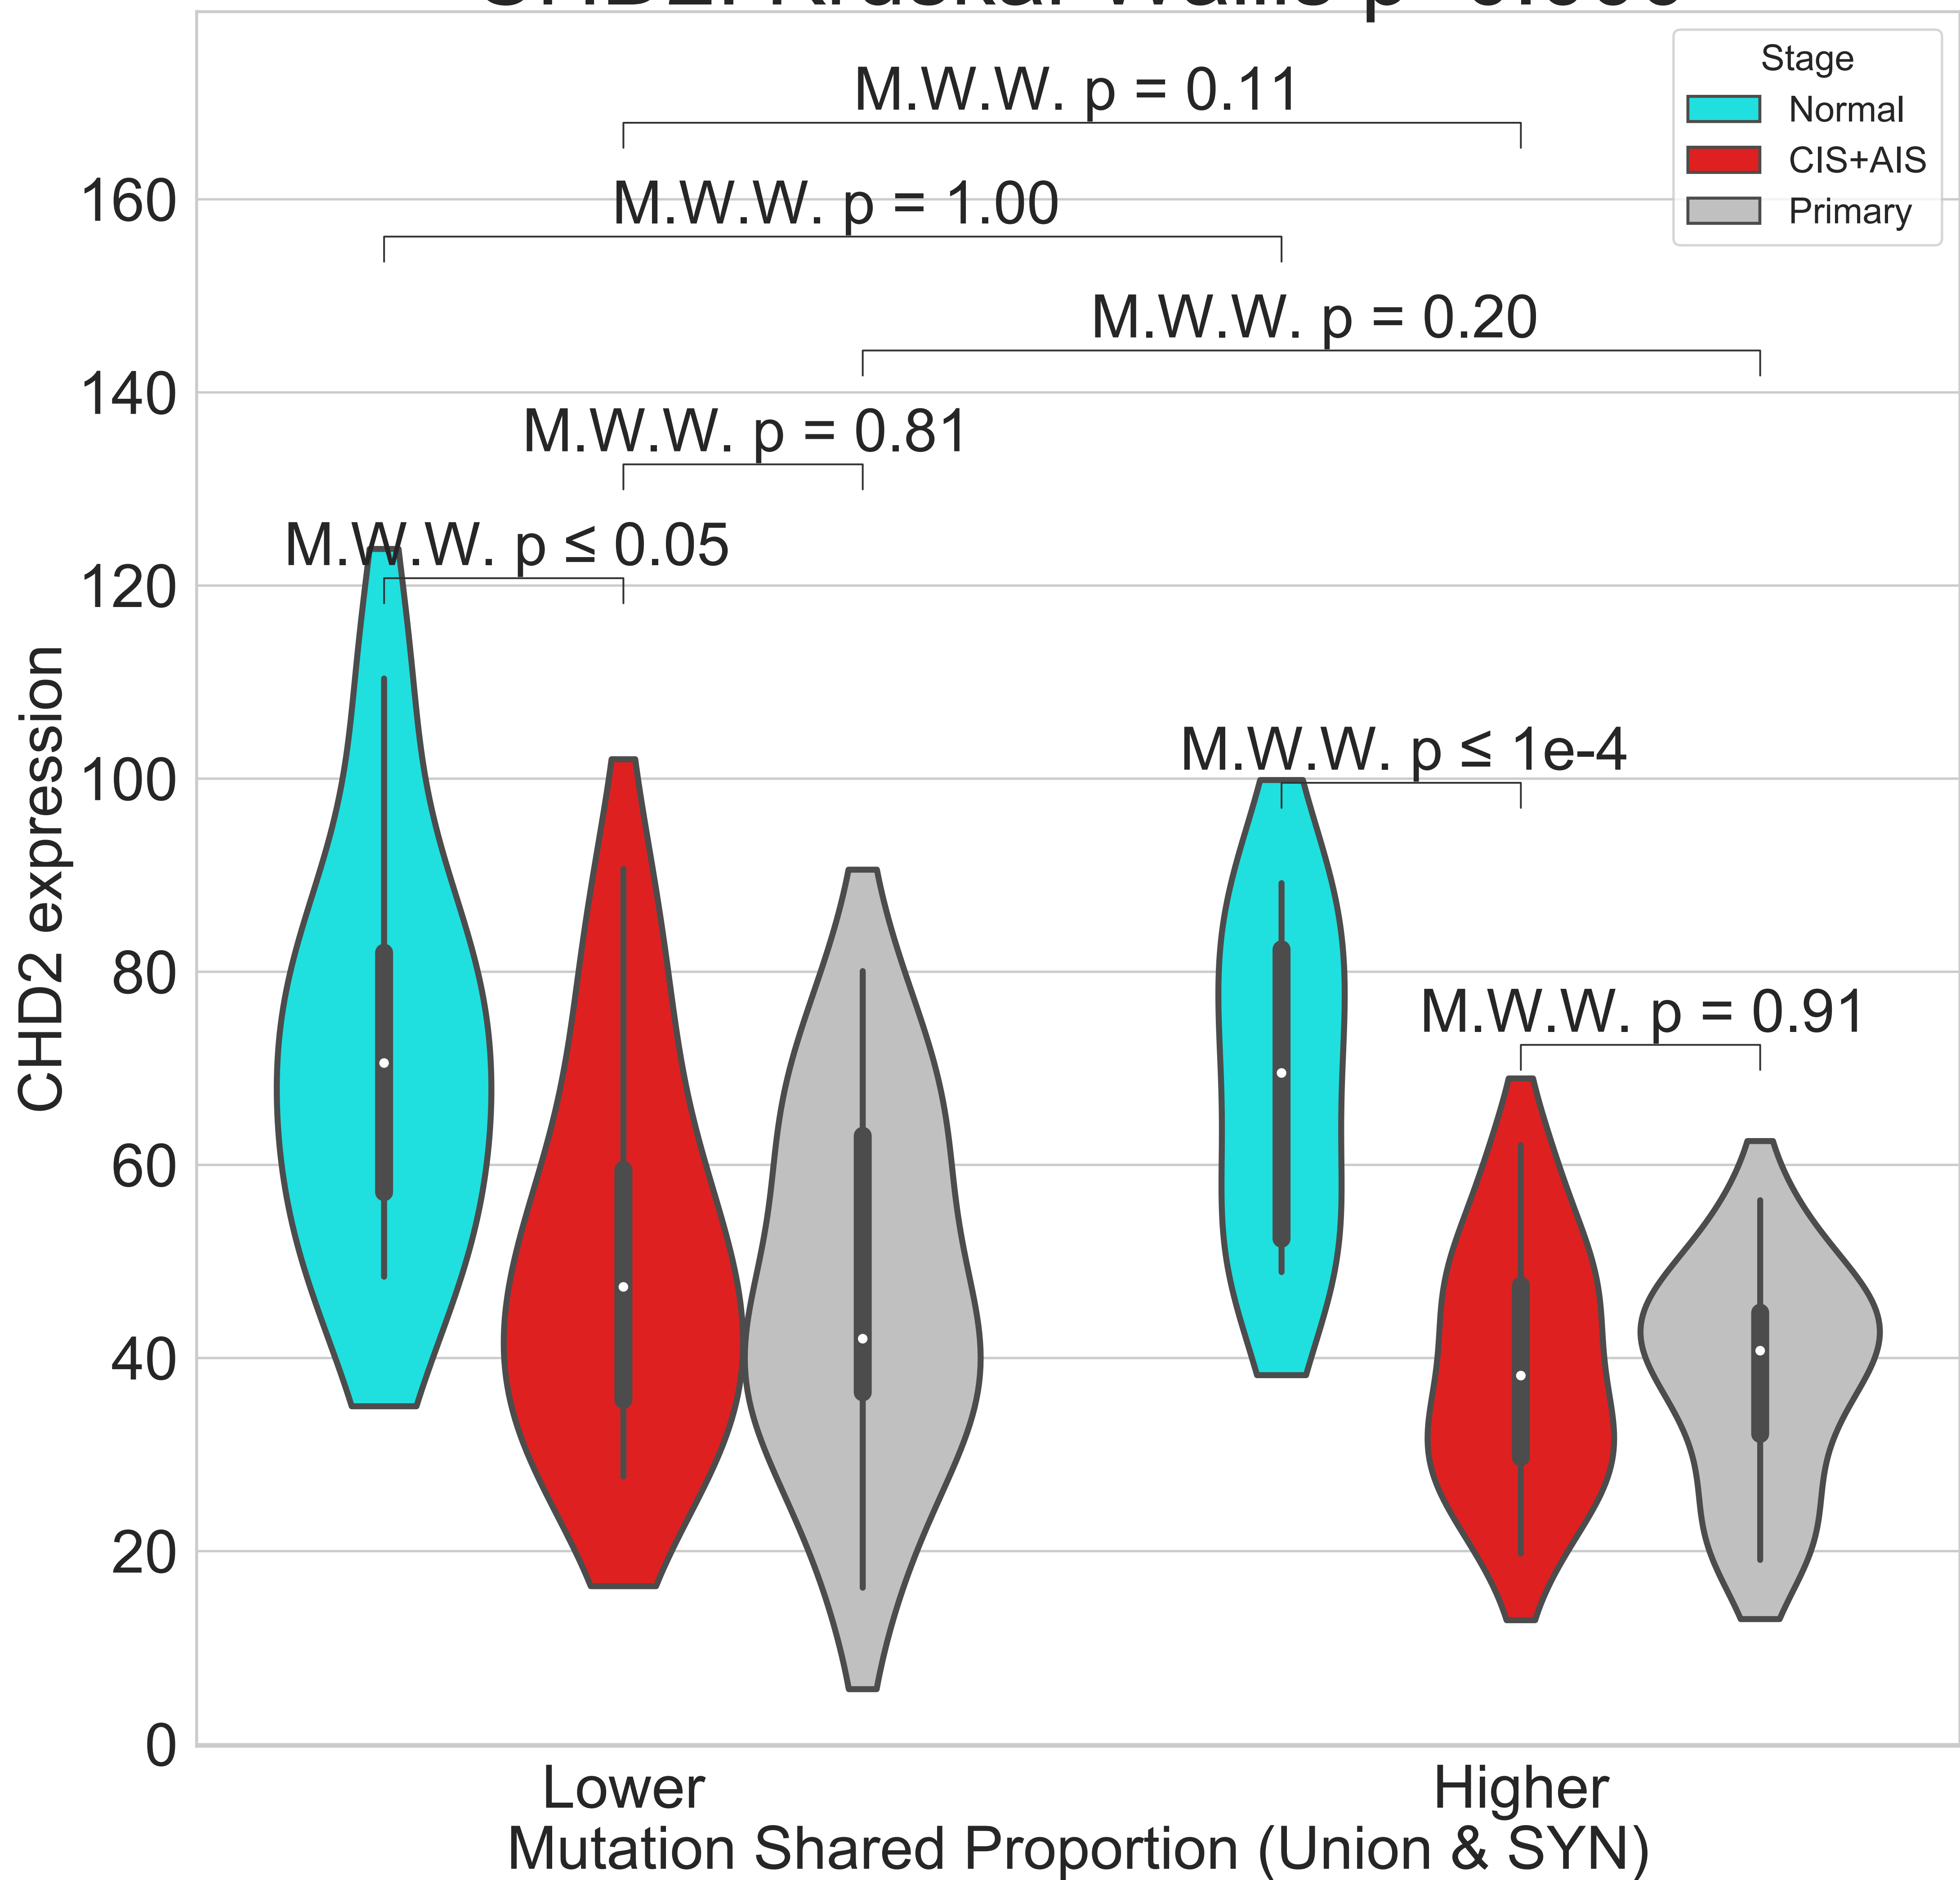 Stage
Normal
CIS+AIS
Primary
M.W.W. p = 0.11
M.W.W. p = 1.00
M.W.W. p = 0.20
M.W.W. p = 0.81
M.W.W. p ≤ 0.05
M.W.W. p ≤ 1e-4
M.W.W. p = 0.91
160
140
120
100
80
60
40
20
0
CHD2 expression
Lower
Higher
Mutation Shared Proportion (Union & SYN)